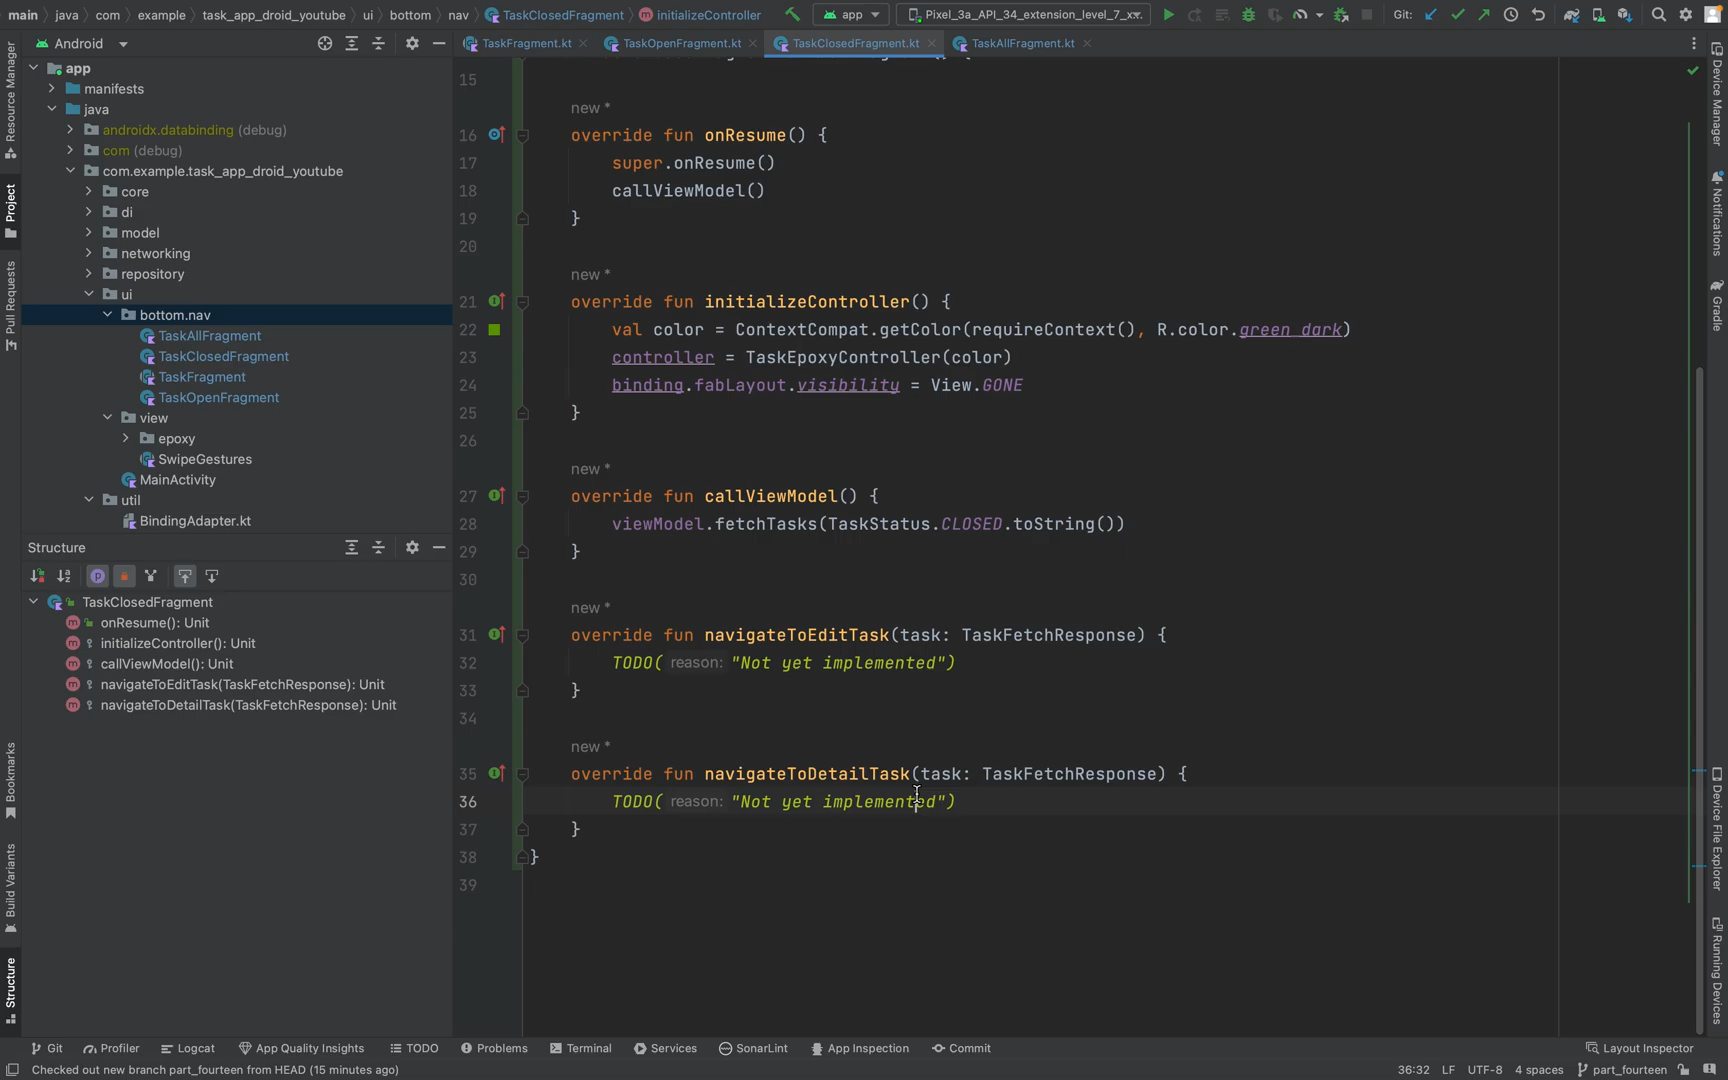 main 〉 java 〉 com 〉 example 〉 task_app_droid_youtube 〉 ui 〉 bottom 〉 nav 〉 TaskClosedFragment 〉 initializeController
app
Pixel_3a_API_34_extension_level_7_x
Git:
Android
TaskFragment.kt
TaskOpenFragment.kt
TaskClosedFragment.kt
TaskAllFragment.kt
app
manifests
java
androidx.databinding (debug)
com (debug)
com.example.task_app_droid_youtube
core
di
model
networking
repository
ui
bottom.nav
TaskAllFragment
TaskClosedFragment
TaskFragment
TaskOpenFragment
view
epoxy
SwipeGestures
MainActivity
util
BindingAdapter.kt
Structure
TaskClosedFragment
onResume(): Unit
initializeController(): Unit
callViewModel(): Unit
navigateToEditTask(TaskFetchResponse): Unit
navigateToDetailTask(TaskFetchResponse): Unit
15
new *
16 override fun onResume() {
17 super.onResume()
18 callViewModel()
19 }
20
new *
21 override fun initializeController() {
22 val color = ContextCompat.getColor(requireContext(), R.color.green_dark)
23 controller = TaskEpoxyController(color)
24 binding.fabLayout.visibility = View.GONE
25 }
26
new *
27 override fun callViewModel() {
28 viewModel.fetchTasks(TaskStatus.CLOSED.toString())
29 }
30
new *
31 override fun navigateToEditTask(task: TaskFetchResponse) {
32 TODO( reason: "Not yet implemented")
33 }
34
new *
35 override fun navigateToDetailTask(task: TaskFetchResponse) {
36 TODO( reason: "Not yet implemented")
37 }
38 }
39
Resource Manager
Project
Pull Requests
Bookmarks
Build Variants
Structure
Device Manager
Notifications
Gradle
Device File Explorer
Running Devices
Git
Profiler
Logcat
App Quality Insights
TODO
Problems
Terminal
Services
SonarLint
App Inspection
Commit
Layout Inspector
Checked out new branch part_fourteen from HEAD (15 minutes ago)
36:32 LF UTF-8 4 spaces part_fourteen